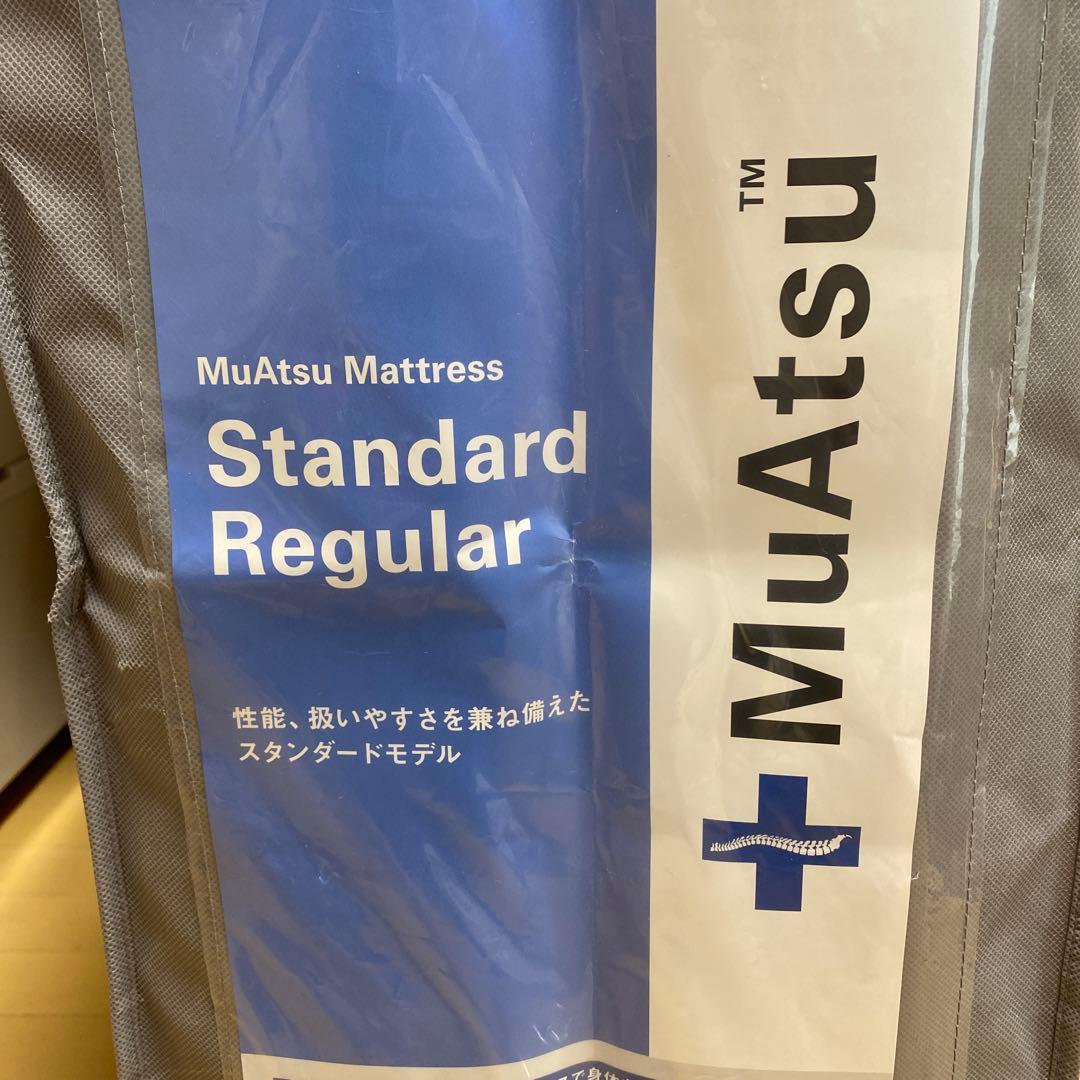 MuAtsu Mattress
Standard
Regular
性能、扱いやすさを兼ね備えた
スタンダードモデル
MuAtsu™